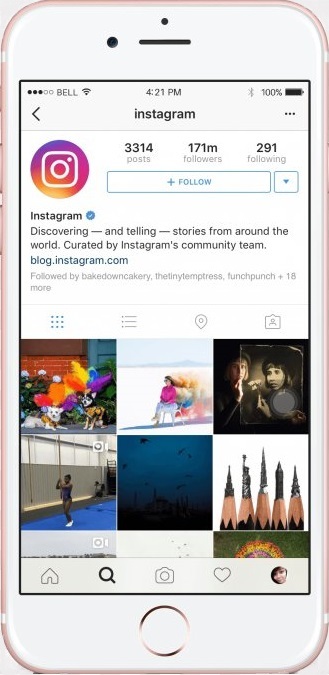 BELL 4:21 PM 100%
instagram
3314 171m 291
posts followers following
+ FOLLOW
Instagram
Discovering — and telling — stories from around the
world. Curated by Instagram's community team.
blog.instagram.com
Followed by bakedowncakery, thetinytemptress, funchpunch + 18
more